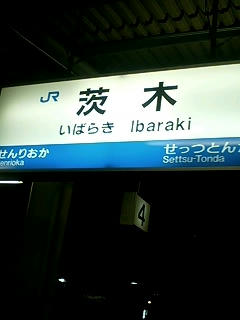 JR 茨木
いばらき Ibaraki
せんりおか せっつとんだ
enrioka Settsu-Tonda
4